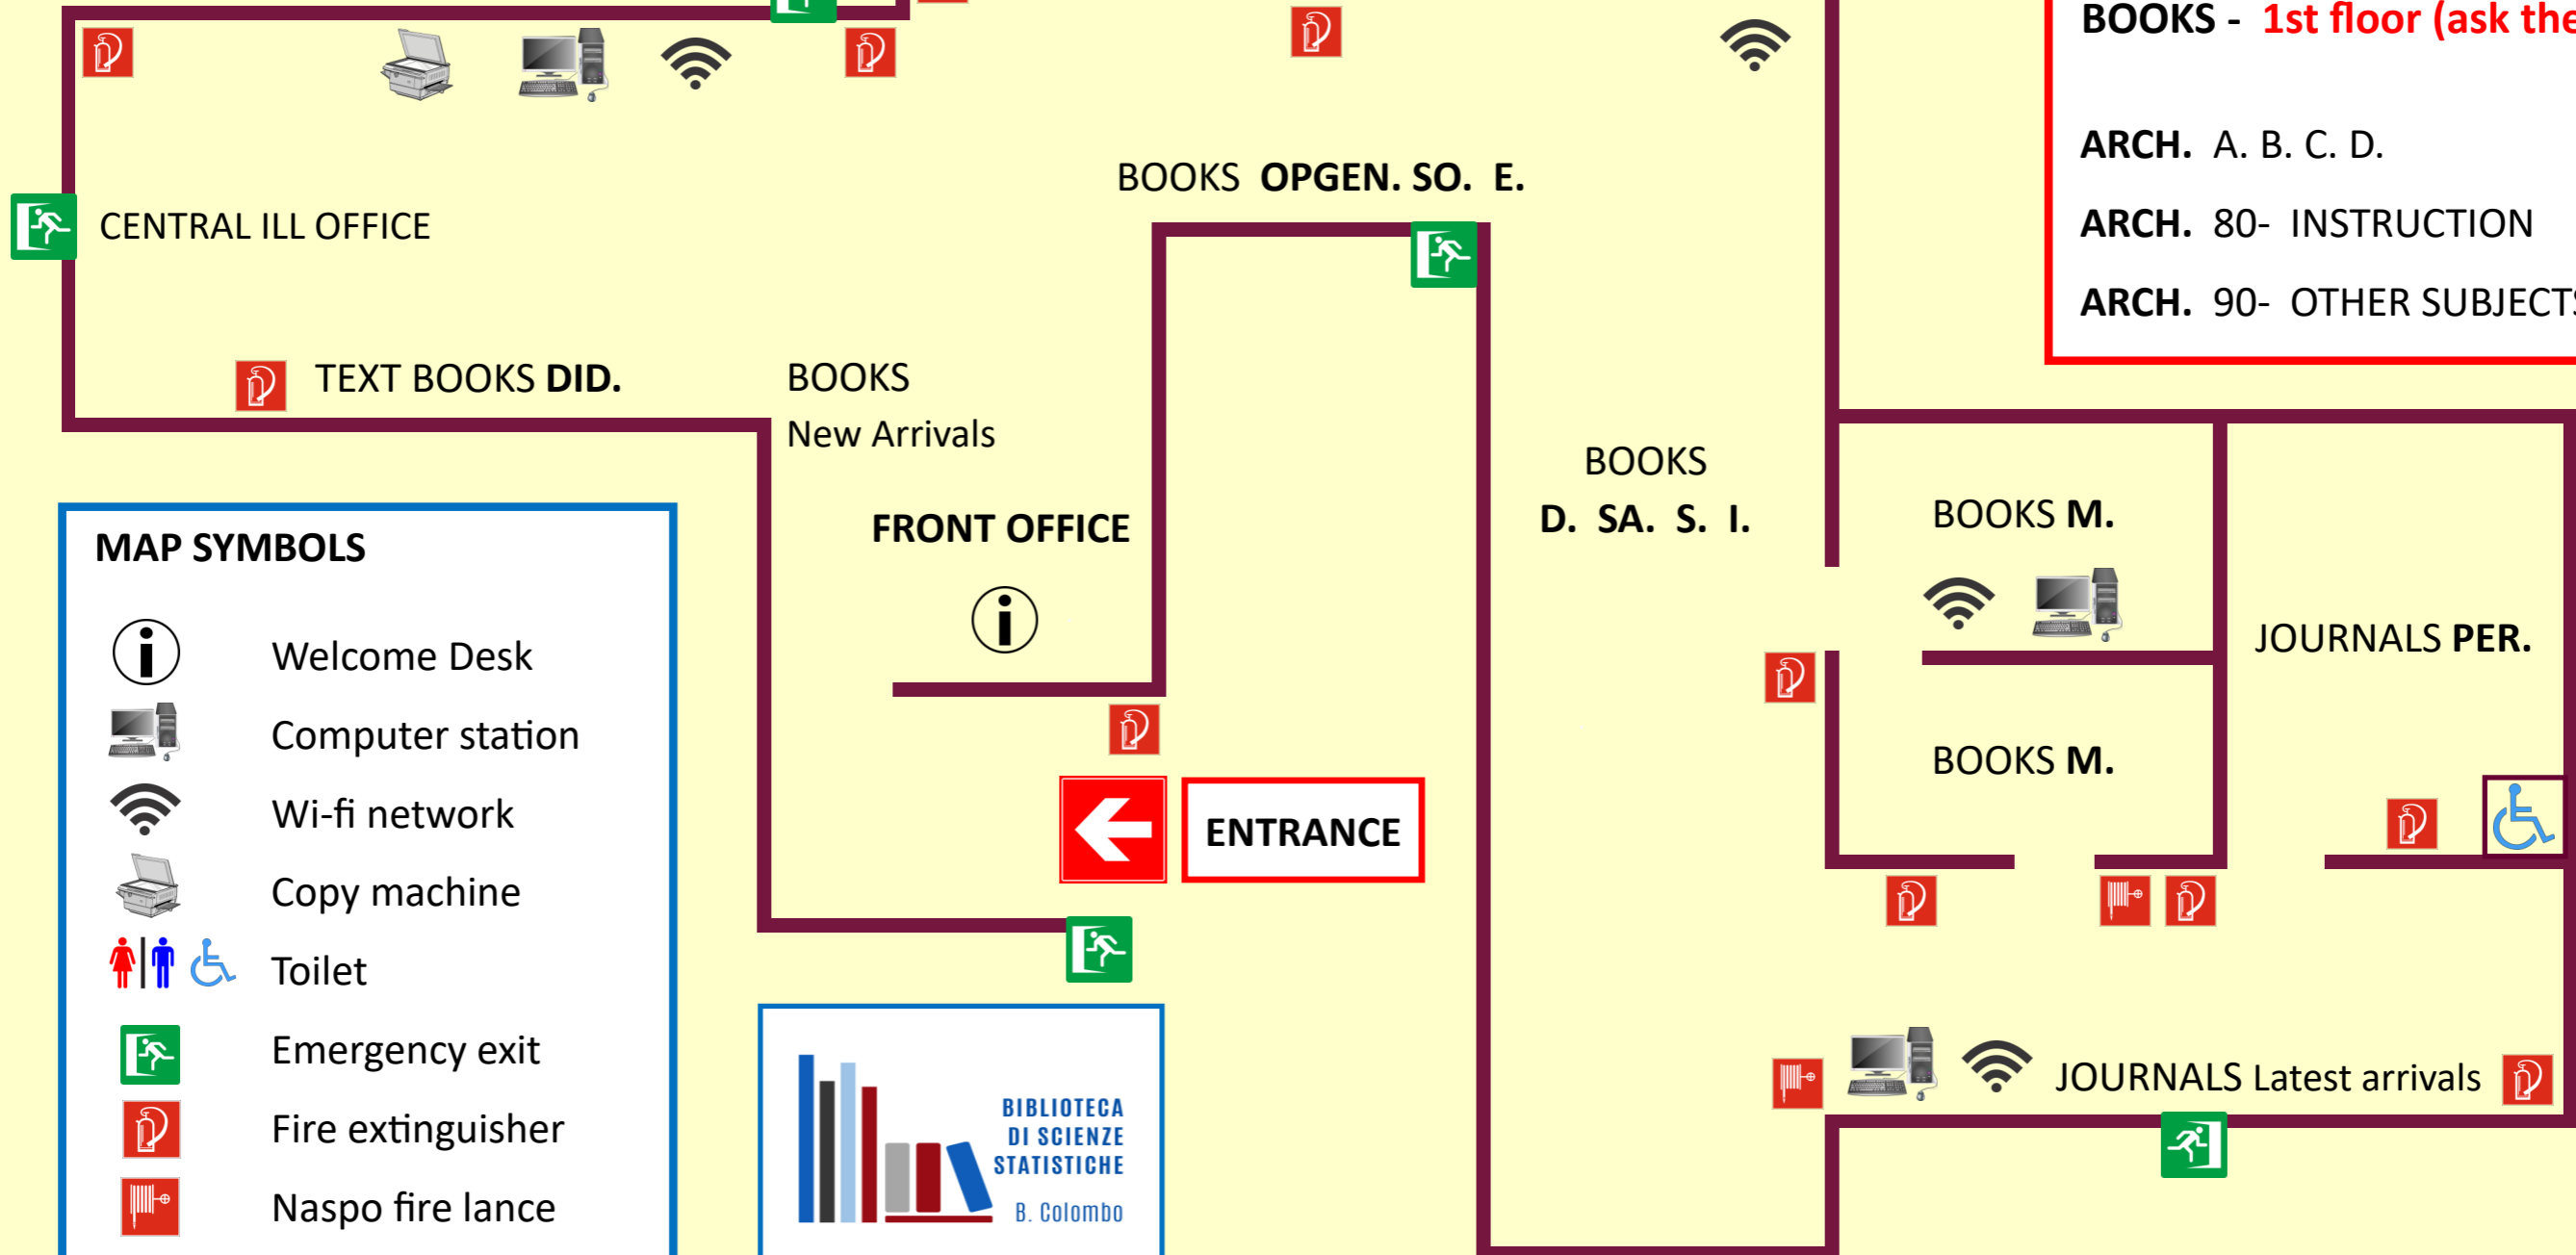 BOOKS - 1st floor (ask the
ARCH. A. B. C. D.
ARCH. 80- INSTRUCTION
ARCH. 90- OTHER SUBJECTS
BOOKS OPGEN. SO. E.
CENTRAL ILL OFFICE
TEXT BOOKS DID.
BOOKS
New Arrivals
FRONT OFFICE
BOOKS
D. SA. S. I.
BOOKS M.
JOURNALS PER.
BOOKS M.
ENTRANCE
JOURNALS Latest arrivals
MAP SYMBOLS
Welcome Desk
Computer station
Wi-fi network
Copy machine
Toilet
Emergency exit
Fire extinguisher
Naspo fire lance
BIBLIOTECA
DI SCIENZE
STATISTICHE
B. Colombo